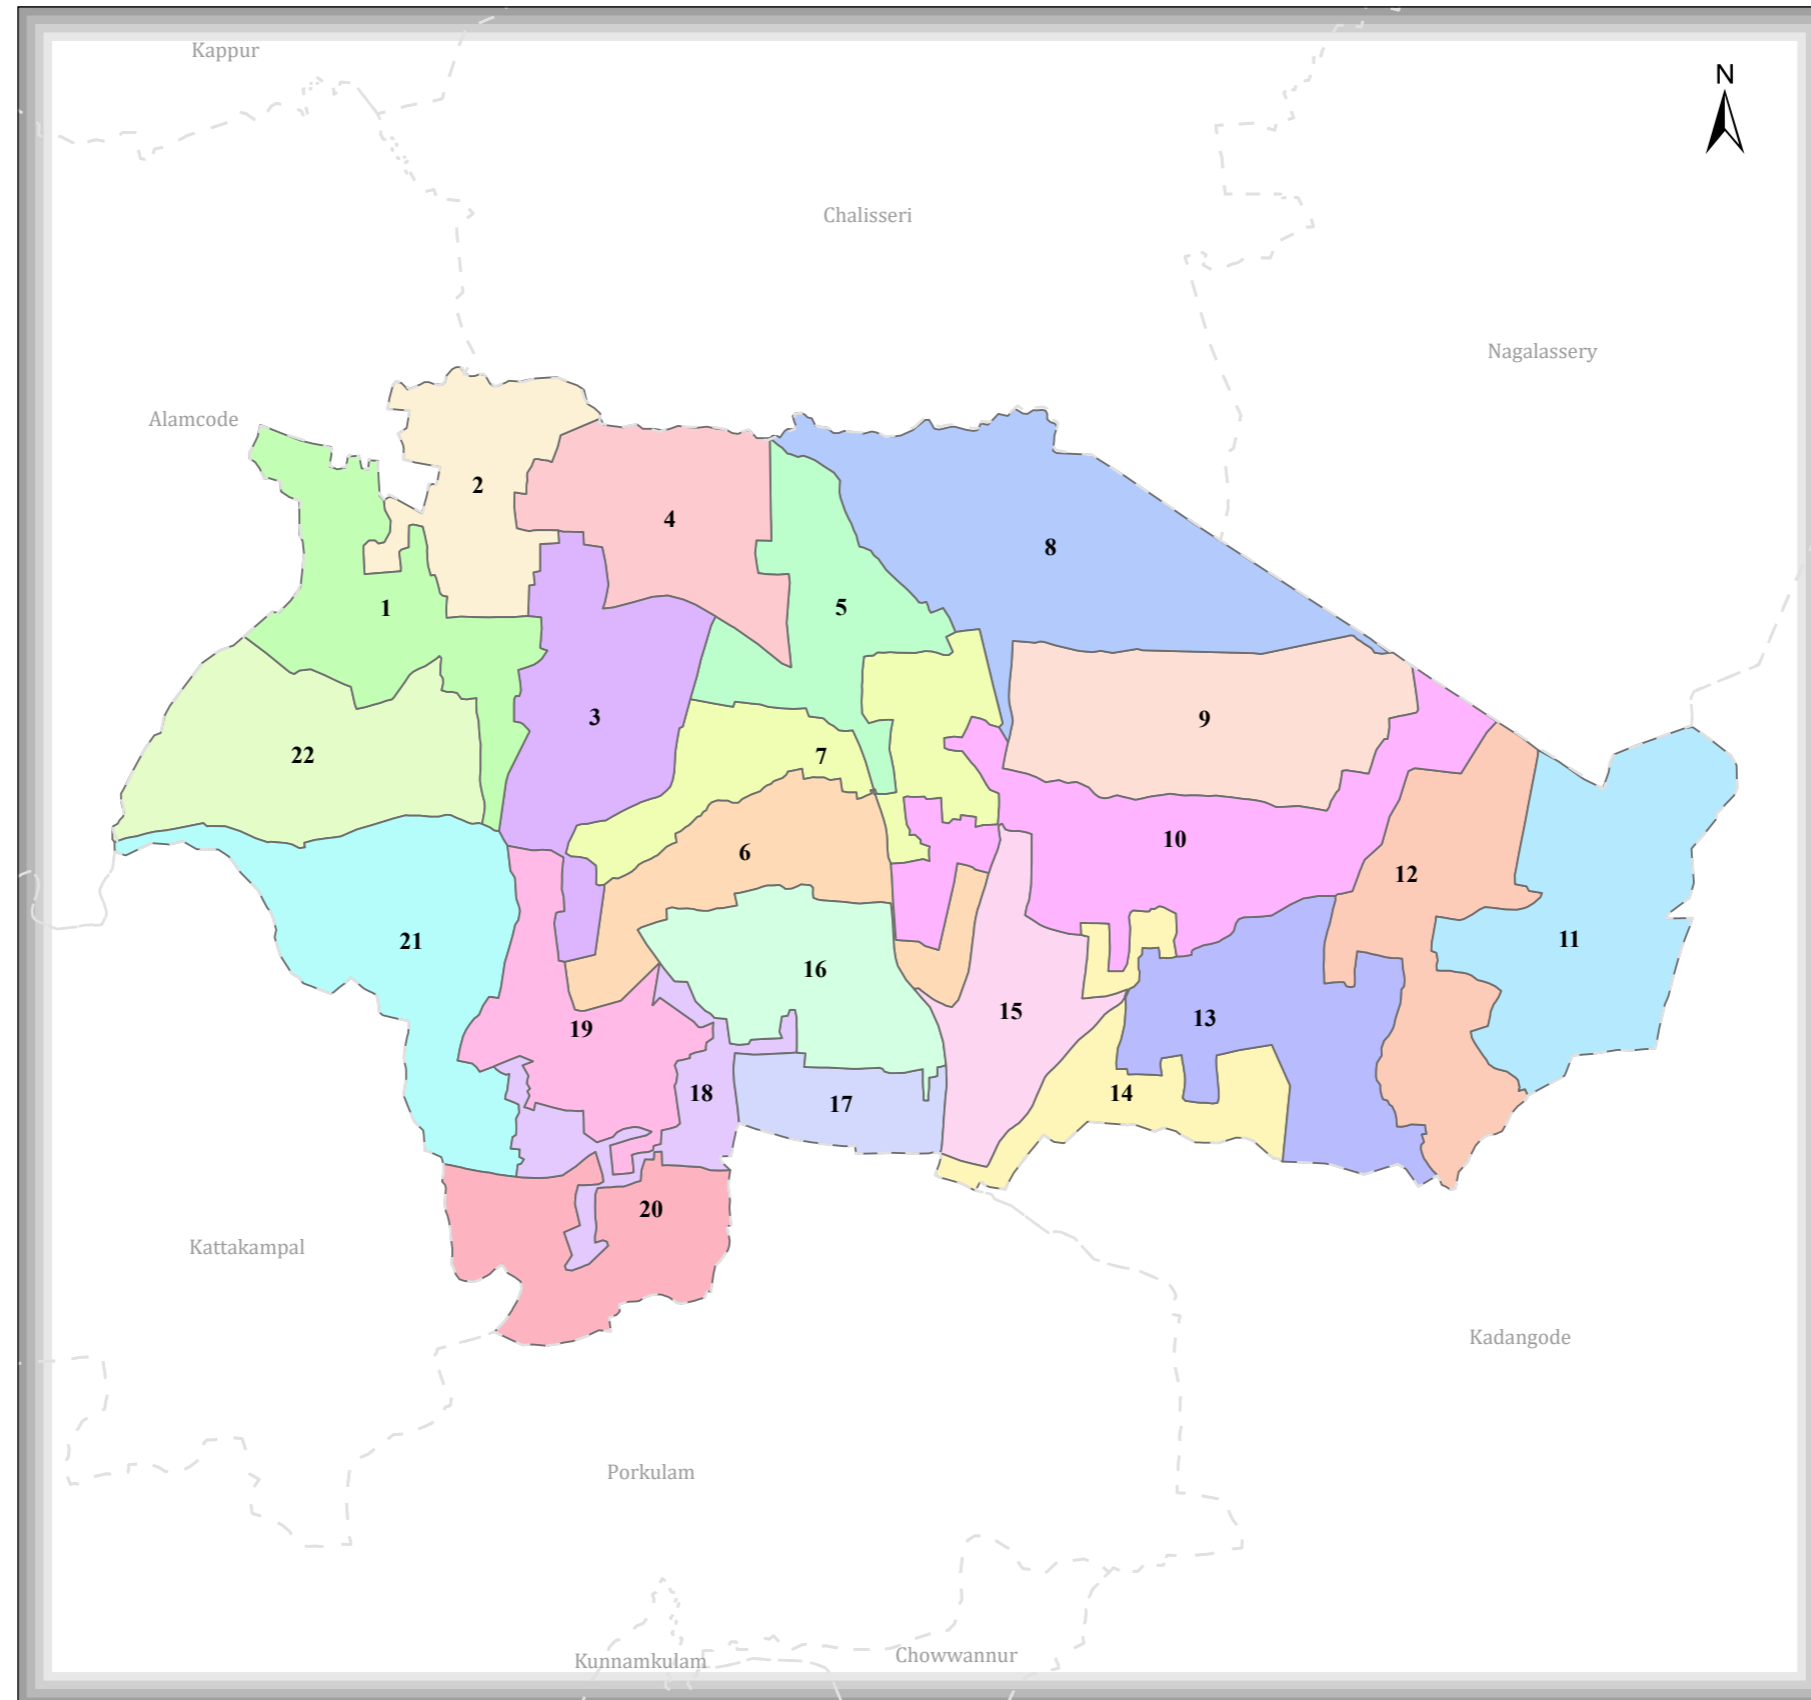 Kappur
N
Chalisseri
Nagalassery
Alamcode
2
4
8
5
1
3
9
22
7
10
6
12
21
11
16
15
13
19
18
14
17
20
Kattakampal
Kadangode
Porkulam
Chowwannur
Kunnamkulam